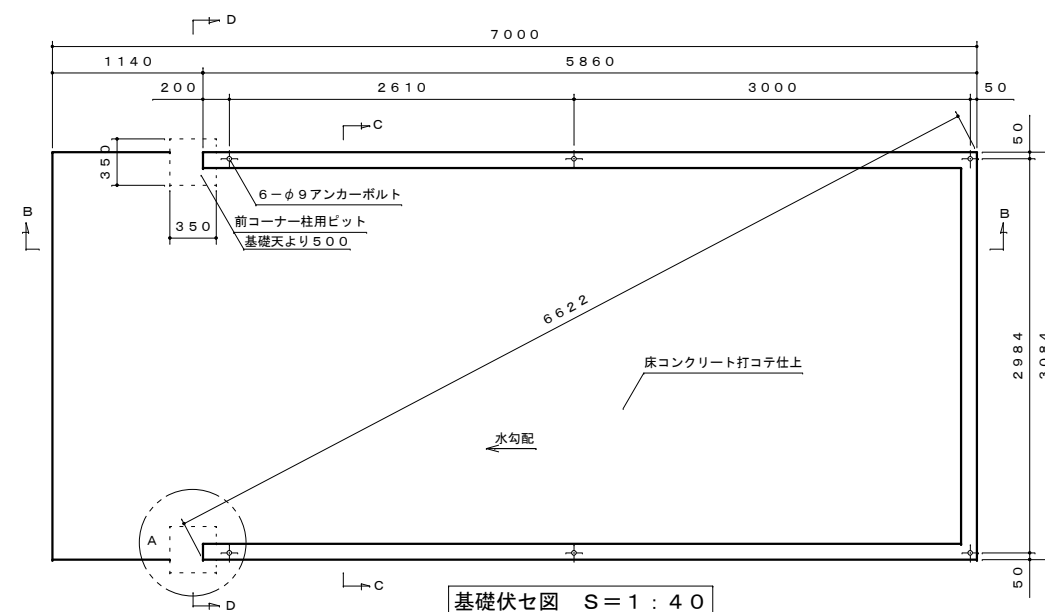 D
7000
1140
5860
200
2610
3000
50
C
50
350
6-φ9アンカーボルト
前コーナー柱用ピット
基礎天より500
350
B
B
6622
2984
3084
床コンクリート打コテ仕上
水勾配
A
C
50
D
基礎伏セ図 S=1:40